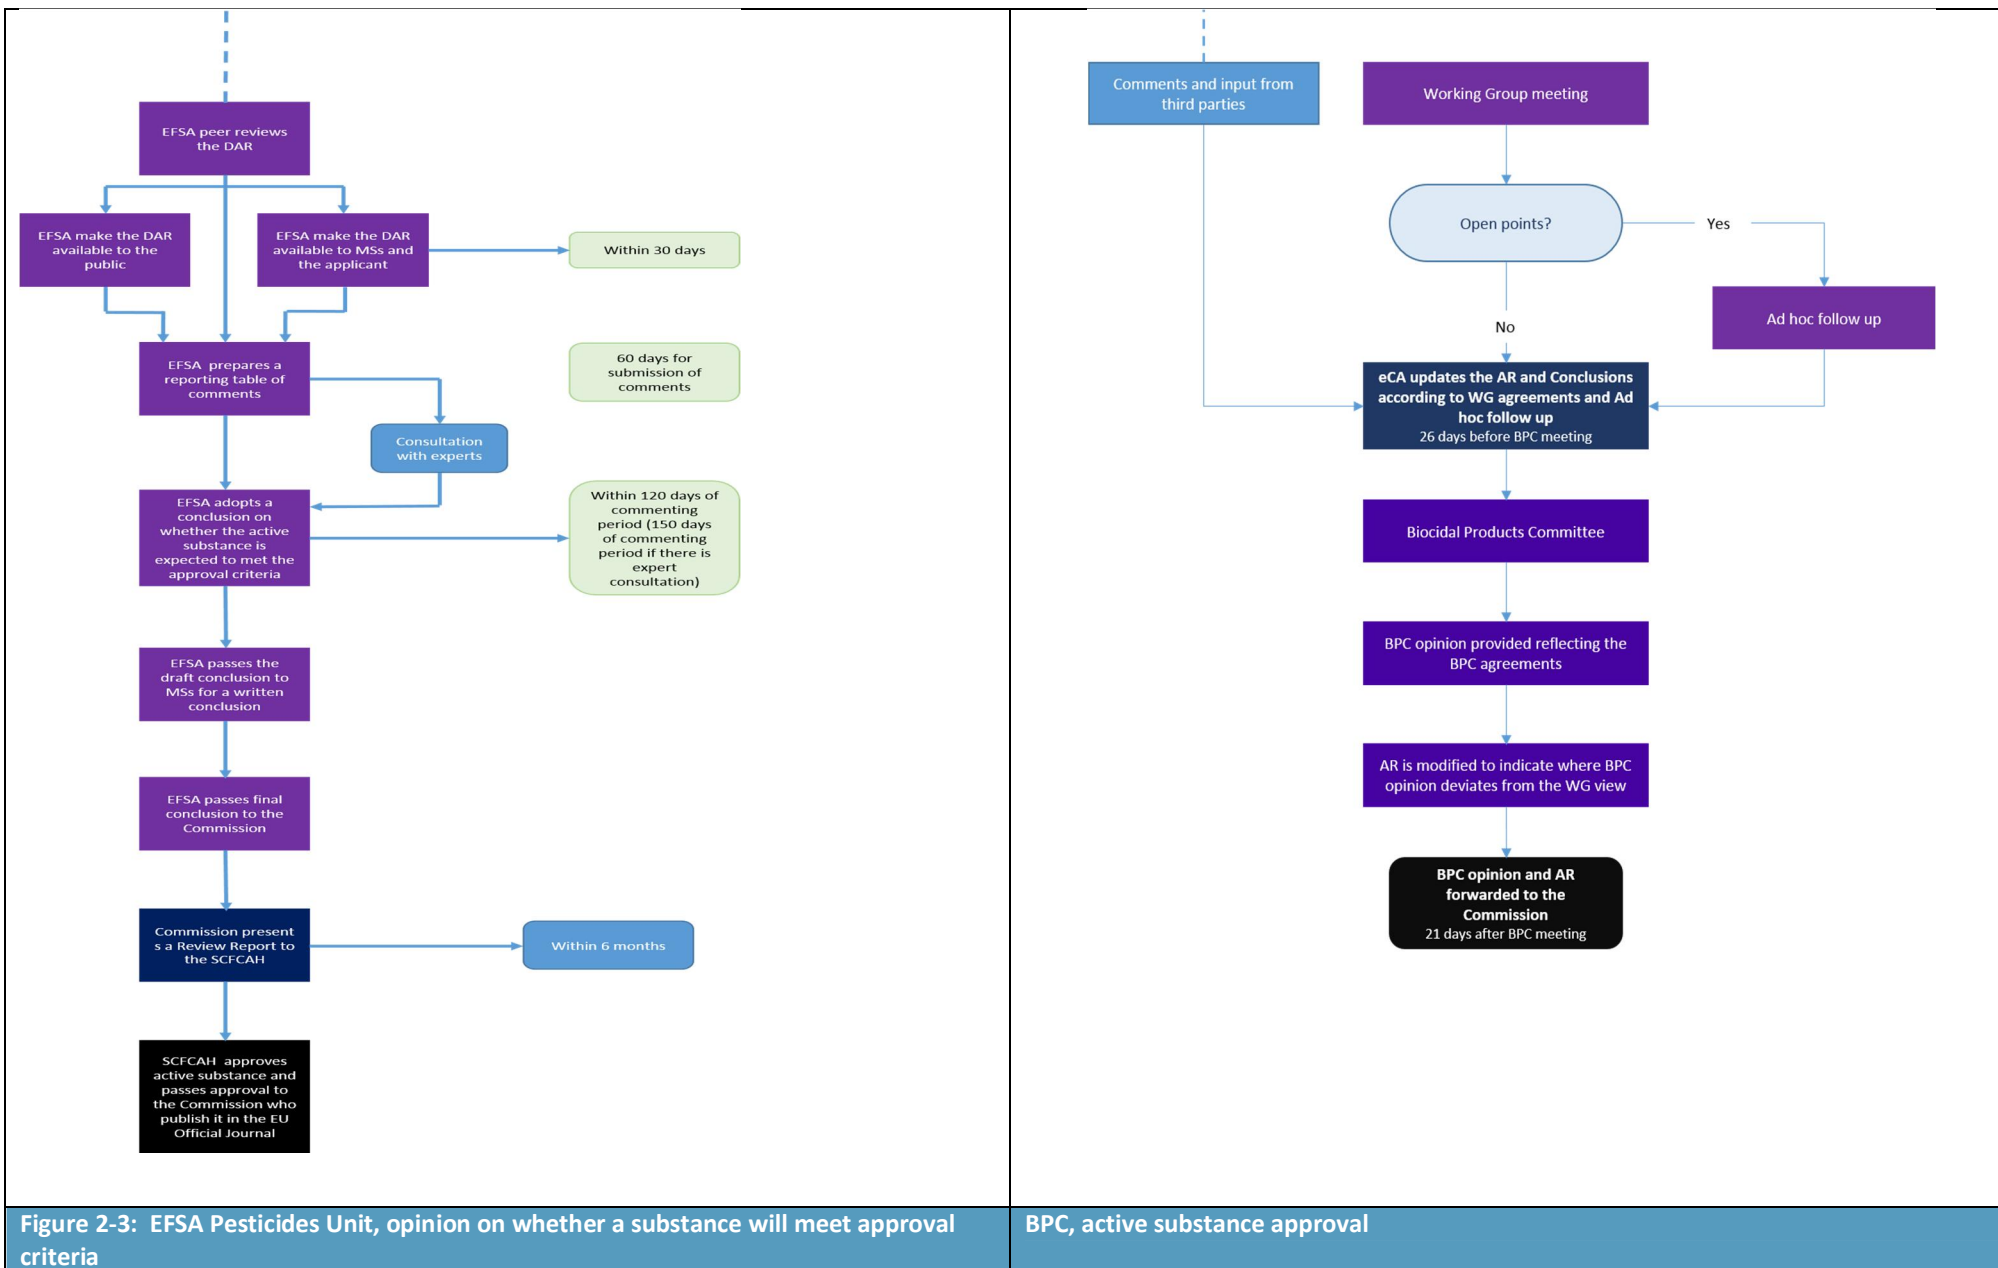 EFSA peer reviews
the DAR
EFSA make the DAR
available to the
public
EFSA make the DAR
available to MSs and
the applicant
Within 30 days
EFSA  prepares a
reporting table of
comments
60 days for
submission of
comments
Consultation
with experts
EFSA adopts a
conclusion on
whether the active
substance is
expected to met the
approval criteria
Within 120 days of
commenting
period (150 days
of commenting
period if there is
expert
consultation)
EFSA passes the
draft conclusion to
MSs for a written
conclusion
EFSA passes final
conclusion to the
Commission
Commission present
s a Review Report to
the SCFCAH
Within 6 months
SCFCAH  approves
active substance and
passes approval to
the Commission who
publish it in the EU
Official Journal
Comments and input from
third parties
Working Group meeting
Open points?
Yes
No
Ad hoc follow up
eCA updates the AR and Conclusions
according to WG agreements and Ad
hoc follow up
26 days before BPC meeting
Biocidal Products Committee
BPC opinion provided reflecting the
BPC agreements
AR is modified to indicate where BPC
opinion deviates from the WG view
BPC opinion and AR
forwarded to the
Commission
21 days after BPC meeting
Figure 2-3:  EFSA Pesticides Unit, opinion on whether a substance will meet approval
criteria
BPC, active substance approval